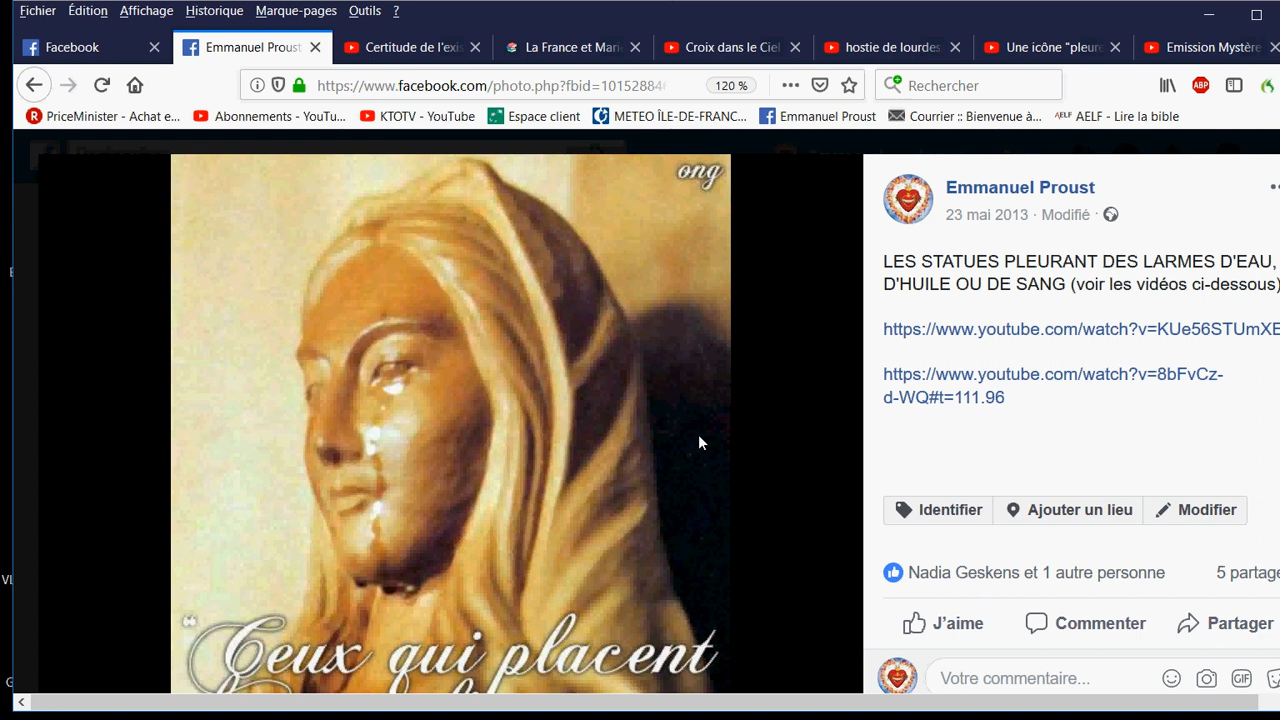 Fichier Édition Affichage Historique Marque-pages Outils ?
Facebook Emmanuel Proust Certitude de l'exis La France et Marie Croix dans le Ciel hostie de lourdes Une icône "pleur Emission Mystère
https://www.facebook.com/photo.php?fbid=10152884 120 % Rechercher
PriceMinister - Achat e... Abonnements - YouTu... KTOTV - YouTube Espace client METEO ÎLE-DE-FRANC... Emmanuel Proust Courrier :: Bienvenue à... AELF - Lire la bible
ong
Emmanuel Proust
23 mai 2013 · Modifié ·
LES STATUES PLEURANT DES LARMES D'EAU,
D'HUILE OU DE SANG (voir les vidéos ci-dessous)
https://www.youtube.com/watch?v=KUe56STUmXE
https://www.youtube.com/watch?v=8bFvCz-
d-WQ#t=111.96
Identifier Ajouter un lieu Modifier
Nadia Geskens et 1 autre personne 5 partage
J'aime Commenter Partager
Votre commentaire... GIF
“Ceux qui placent